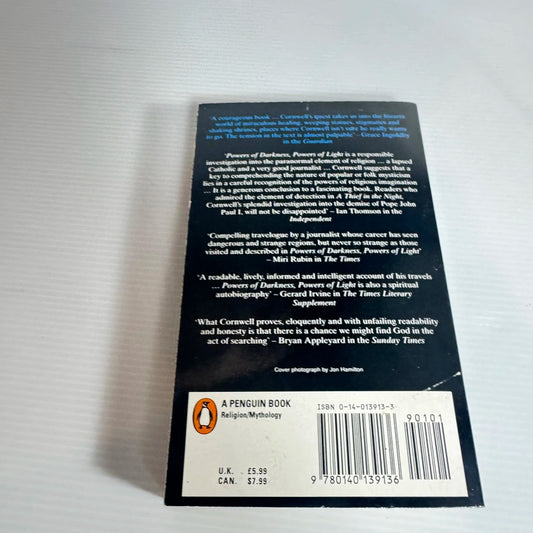 'A courageous book ... Cornwell's quest takes us into the bizarre
world of miraculous healing, weeping statues, stigmatics and
shaking shrines, places where Cornwell isn't sure he really wants
to go. The tension in the text is almost palpable' – Grace Ingoldby
in the Guardian
'Powers of Darkness, Powers of Light is a responsible
investigation into the paranormal element of religion ... a lapsed
Catholic and a very good journalist ... Cornwell suggests that a
key to comprehending the nature of popular or folk mysticism
lies in a careful recognition of the powers of religious imagination
... It is a generous conclusion to a fascinating book. Readers who
admired the element of detection in A Thief in the Night,
Cornwell's splendid investigation into the demise of Pope John
Paul I, will not be disappointed' – Ian Thomson in the
Independent
'Compelling travelogue by a journalist whose career has seen
dangerous and strange regions, but never so strange as those
visited and described in Powers of Darkness, Powers of Light'
– Miri Rubin in The Times
'A readable, lively, informed and intelligent account of his travels
... Powers of Darkness, Powers of Light is also a spiritual
autobiography' – Gerard Irvine in The Times Literary
Supplement
'What Cornwell proves, eloquently and with unfailing readability
and honesty is that there is a chance we might find God in the
act of searching' – Bryan Appleyard in the Sunday Times
Cover photograph by Jon Hamilton
A PENGUIN BOOK
Religion/Mythology
ISBN 0-14-013913-3
90101
U.K. £5.99
CAN. $7.99
9 780140 139136